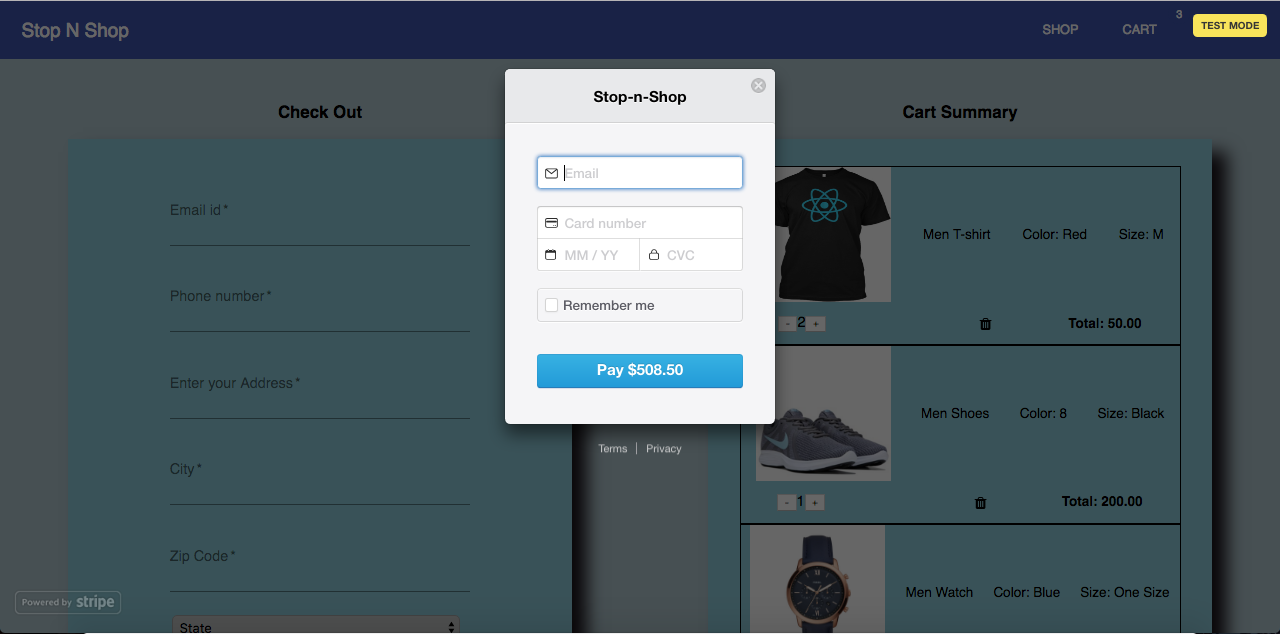 Stop N Shop
SHOP
CART
3
TEST MODE
Check Out
Email id *
Phone number *
Enter your Address *
City *
Zip Code *
State
Powered by stripe
Stop-n-Shop
Email
Card number
MM / YY
CVC
Remember me
Pay $508.50
Terms | Privacy
Cart Summary
Men T-shirt Color: Red Size: M
- 2 + Total: 50.00
Men Shoes Color: 8 Size: Black
- 1 + Total: 200.00
Men Watch Color: Blue Size: One Size